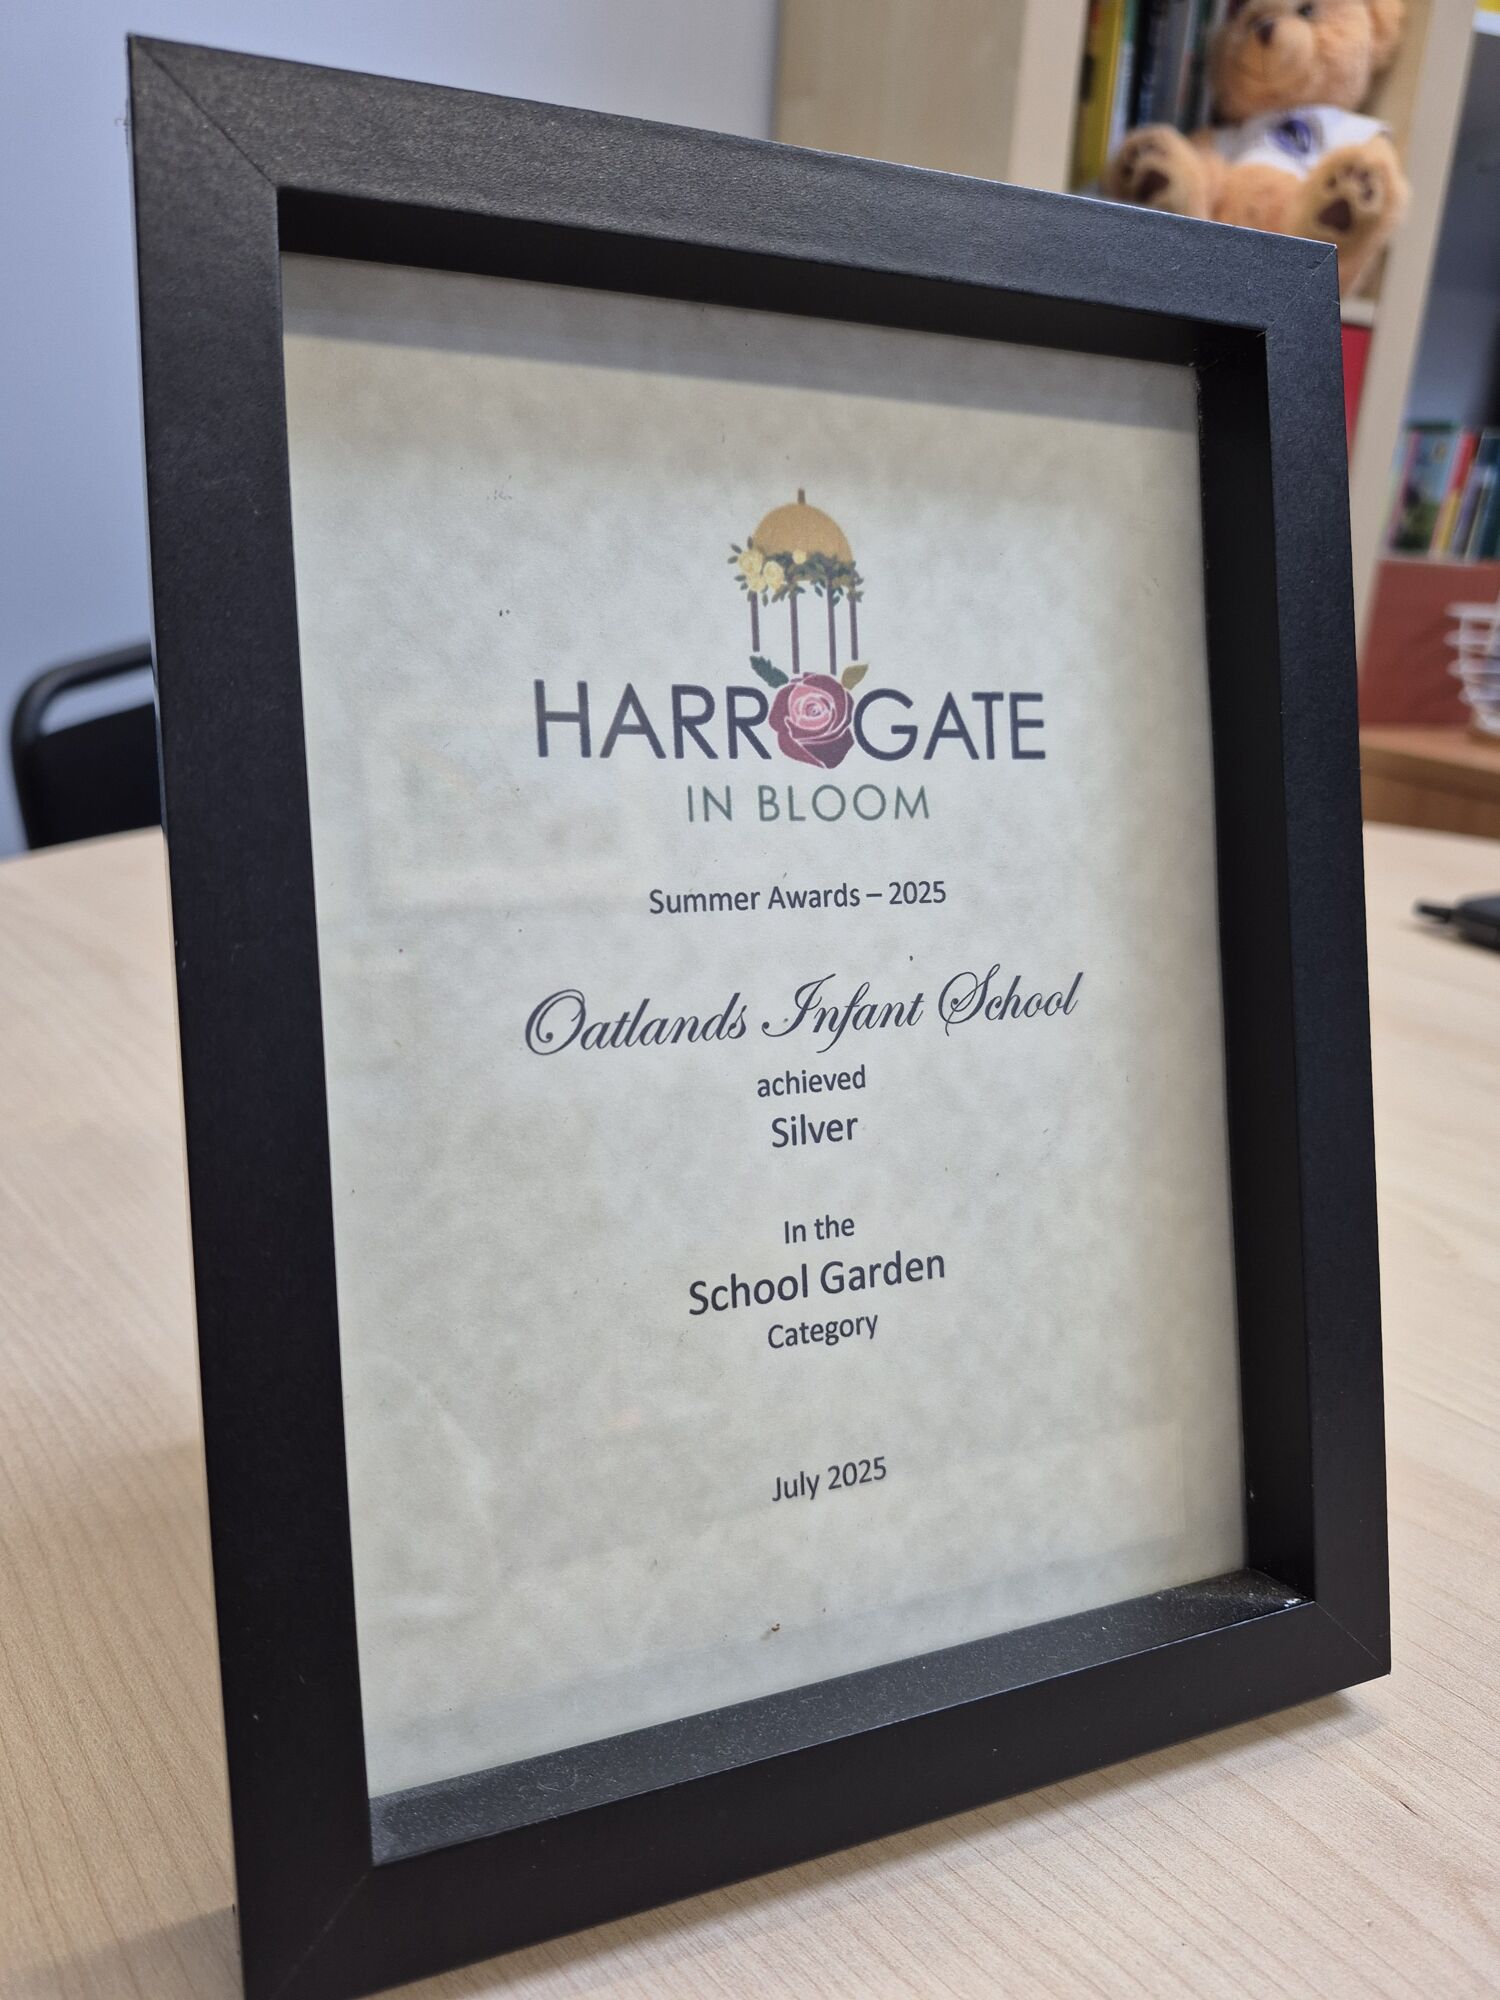 HARROGATE
IN BLOOM
Summer Awards – 2025
Oatlands Infant School
achieved
Silver
In the
School Garden
Category
July 2025